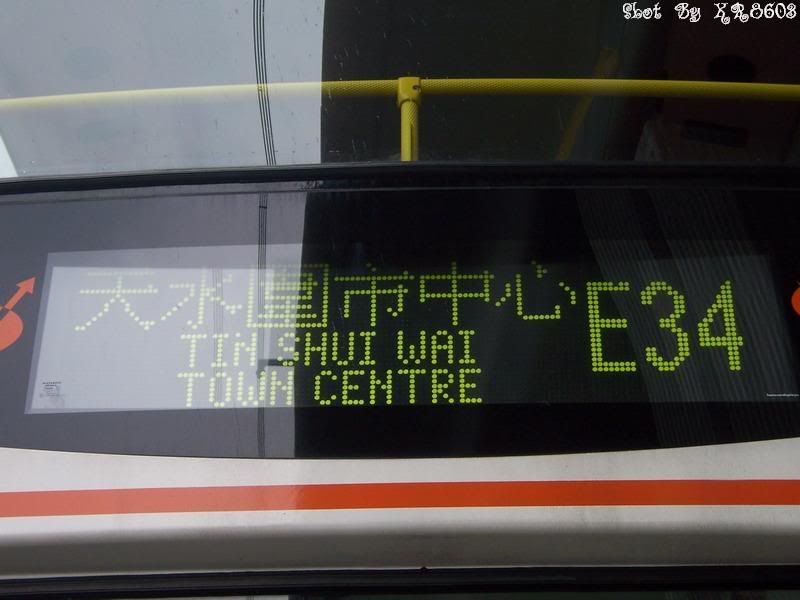 Shot By XR8603
天水圍市中心
TIN SHUI WAI
TOWN CENTRE
E34